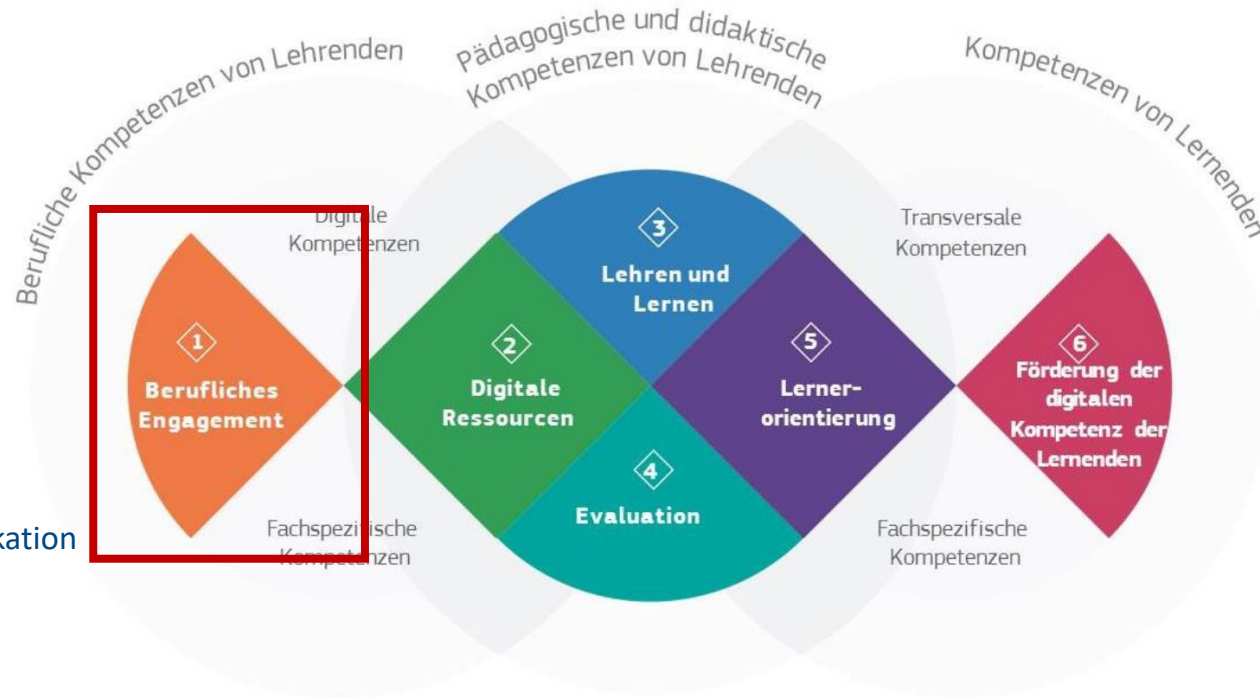 Berufliche Kompetenzen von Lehrenden
Pädagogische und didaktische
Kompetenzen von Lehrenden
Kompetenzen von Lernenden
Digitale
Kompetenzen
Transversale
Kompetenzen
1
Berufliches
Engagement
2
Digitale
Ressourcen
3
Lehren und
Lernen
4
Evaluation
5
Lerner-
orientierung
6
Förderung der
digitalen
Kompetenz der
Lernenden
Fachspezifische
Kompetenzen
Fachspezifische
Kompetenzen